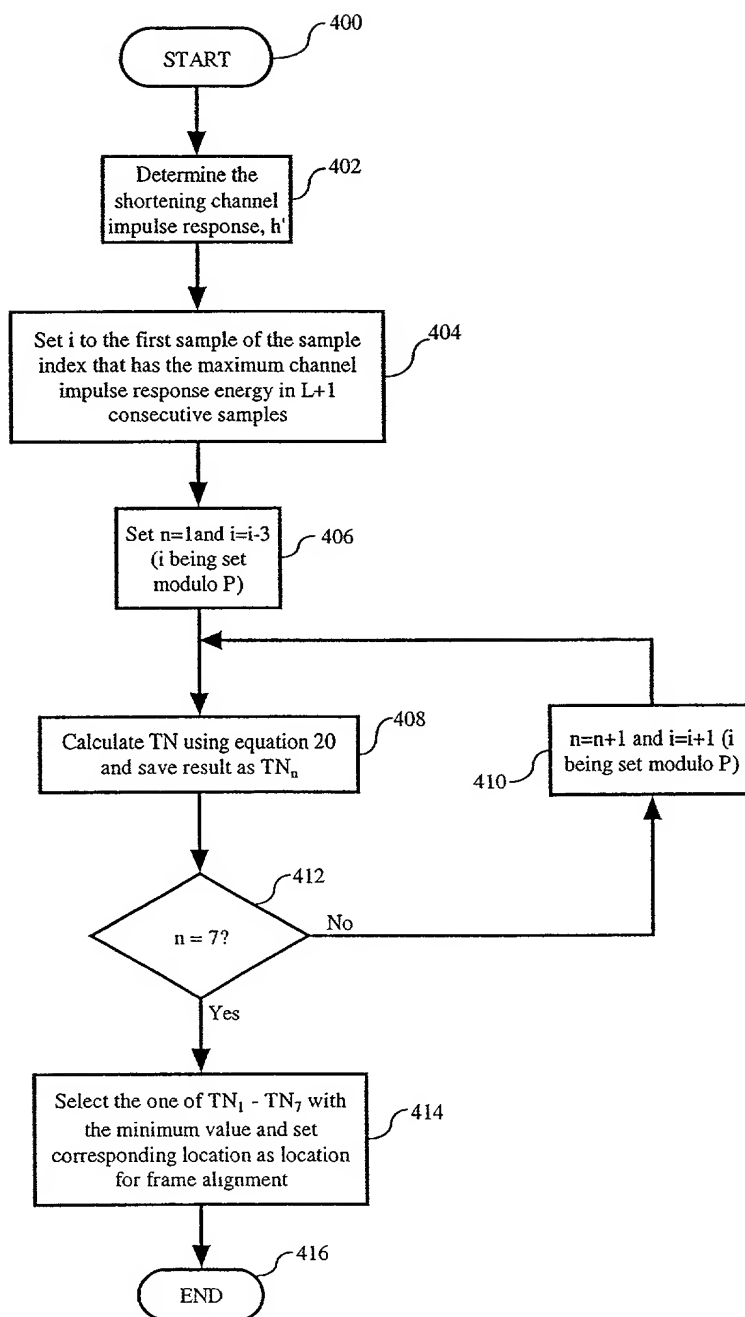 400
START
402
Determine the
shortening channel
impulse response, h'
404
Set i to the first sample of the sample
index that has the maximum channel
impulse response energy in L+1
consecutive samples
406
Set n=1and i=i-3
(i being set
modulo P)
408
Calculate TN using equation 20
and save result as TNₙ
410
n=n+1 and i=i+1 (i
being set modulo P)
412
n = 7?
No
Yes
414
Select the one of TN₁ - TN₇ with
the minimum value and set
corresponding location as location
for frame alignment
416
END